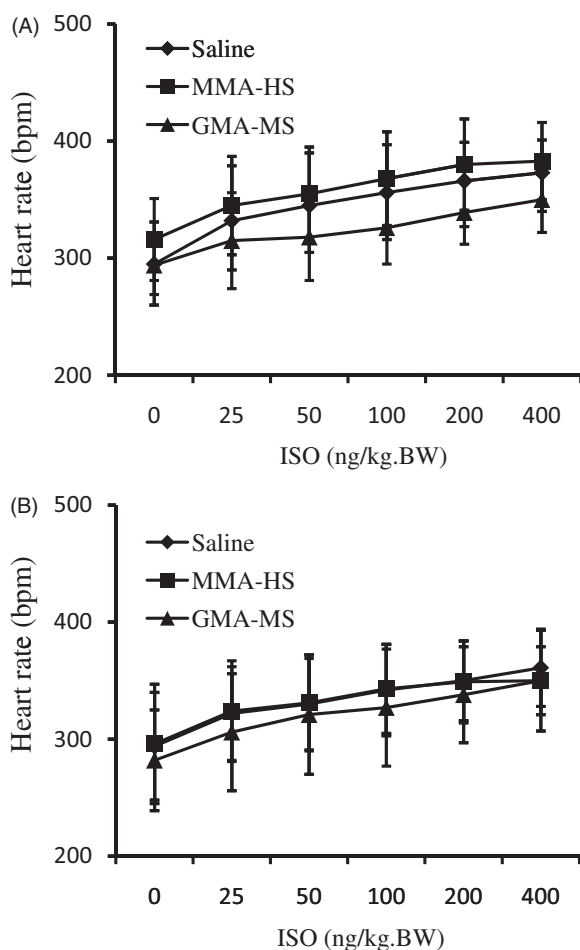 (A)
500
400
300
200
Heart rate (bpm)
Saline
MMA-HS
GMA-MS
0 25 50 100 200 400
ISO (ng/kg.BW)
(B)
500
400
300
200
Heart rate (bpm)
Saline
MMA-HS
GMA-MS
0 25 50 100 200 400
ISO (ng/kg.BW)